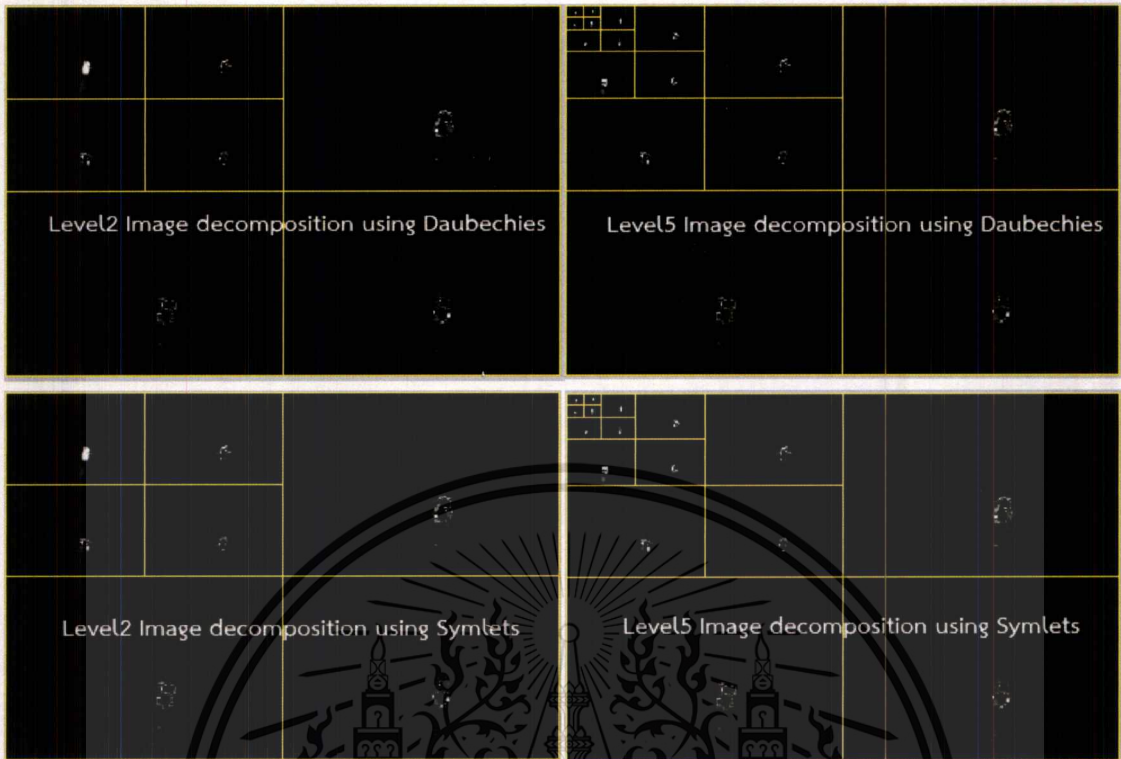 Level2 Image decomposition using Daubechies
Level5 Image decomposition using Daubechies
Level2 Image decomposition using Symlets
Level5 Image decomposition using Symlets